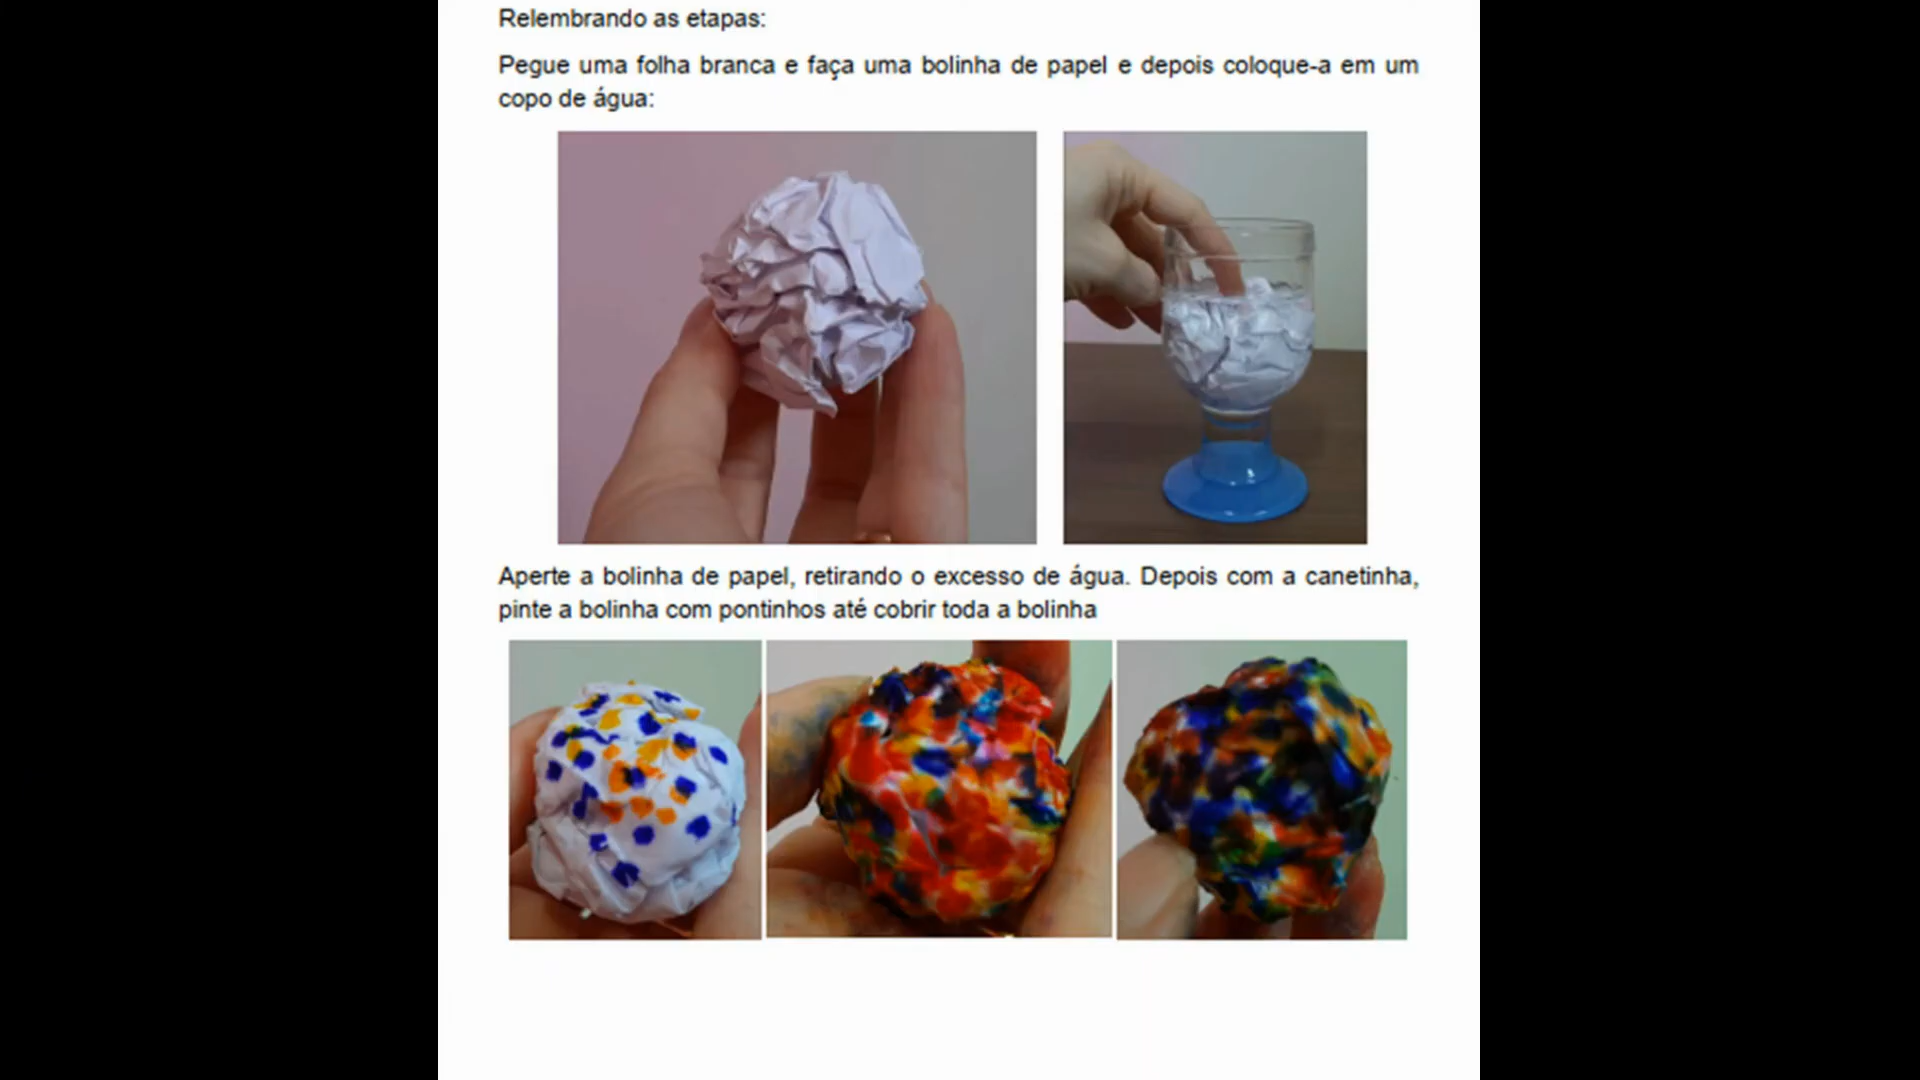 Relembrando as etapas:
Pegue uma folha branca e faça uma bolinha de papel e depois coloque-a em um
copo de água:
Aperte a bolinha de papel, retirando o excesso de água. Depois com a canetinha,
pinte a bolinha com pontinhos até cobrir toda a bolinha